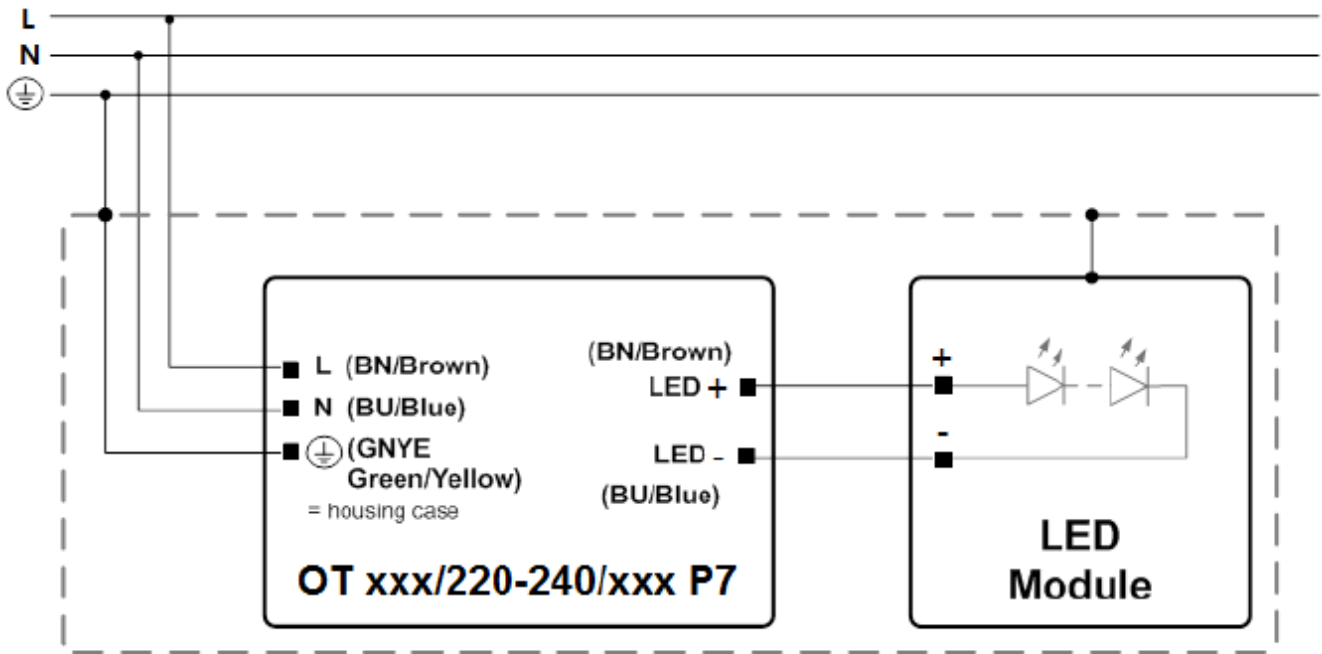 L
N
L (BN/Brown)
N (BU/Blue)
(GNYE
Green/Yellow)
= housing case
(BN/Brown)
LED +
LED -
(BU/Blue)
OT xxx/220-240/xxx P7
+
-
LED
Module